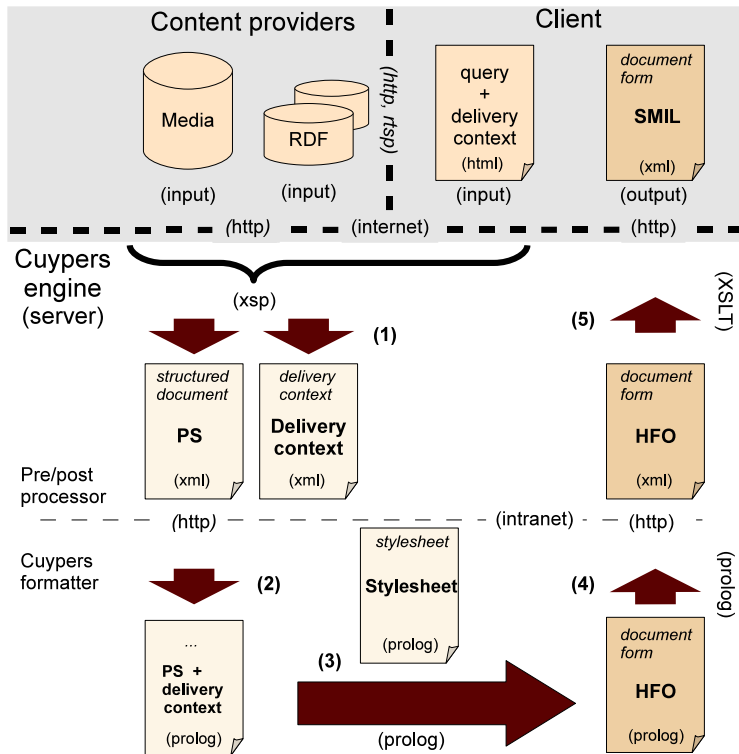 Content providers
Client
Media
RDF
(http, rtsp)
query
+
delivery
context
(html)
document
form
SMIL
(xml)
(input)
(input)
(input)
(output)
(http)
(internet)
(http)
Cuypers
engine
(server)
(xsp)
(1)
(5)
(XSLT)
structured
document
PS
(xml)
delivery
context
Delivery
context
(xml)
document
form
HFO
(xml)
Pre/post
processor
(http)
(intranet)
(http)
Cuypers
formatter
(2)
stylesheet
Stylesheet
(prolog)
(4)
(prolog)
...
PS +
delivery
context
(prolog)
(3)
(prolog)
document
form
HFO
(prolog)